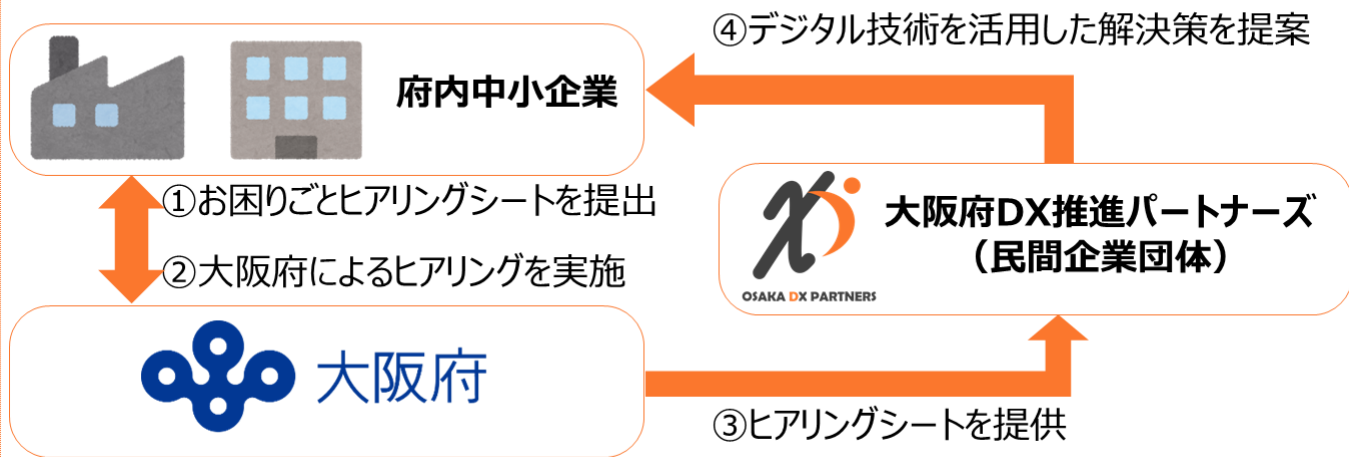 ④デジタル技術を活用した解決策を提案
府内中小企業
①お困りごとヒアリングシートを提出
②大阪府によるヒアリングを実施
大阪府DX推進パートナーズ
（民間企業団体）
OSAKA DX PARTNERS
大阪府
③ヒアリングシートを提供